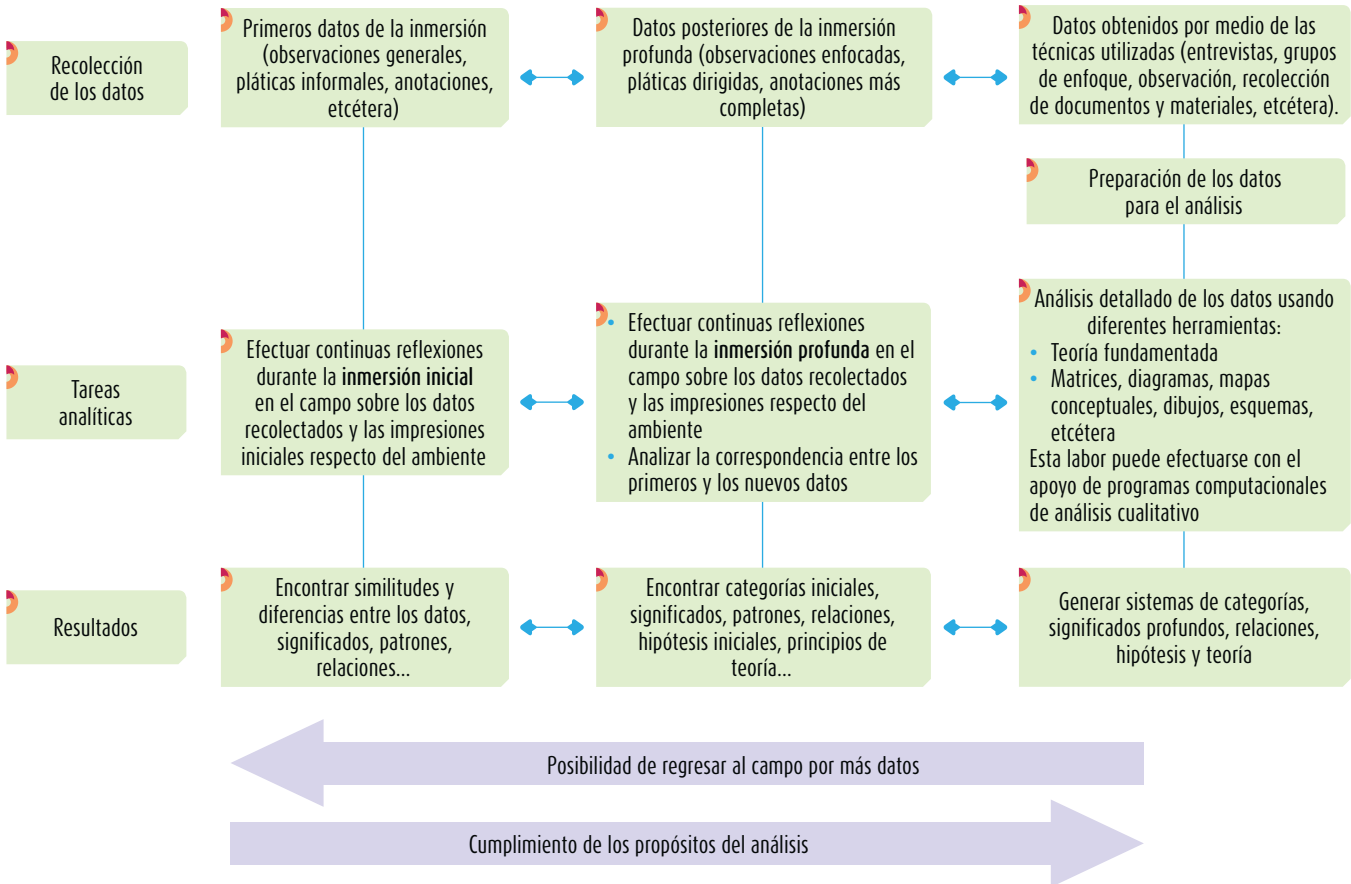 Recolección
de los datos
Primeros datos de la inmersión
(observaciones generales,
pláticas informales, anotaciones,
etcétera)
Datos posteriores de la inmersión
profunda (observaciones enfocadas,
pláticas dirigidas, anotaciones más
completas)
Datos obtenidos por medio de las
técnicas utilizadas (entrevistas, grupos
de enfoque, observación, recolección
de documentos y materiales, etcétera).
Preparación de los datos
para el análisis
Tareas
analíticas
Efectuar continuas reflexiones
durante la inmersión inicial
en el campo sobre los datos
recolectados y las impresiones
iniciales respecto del ambiente
• Efectuar continuas reflexiones
durante la inmersión profunda en el
campo sobre los datos recolectados
y las impresiones respecto del
ambiente
• Analizar la correspondencia entre los
primeros y los nuevos datos
Análisis detallado de los datos usando
diferentes herramientas:
• Teoría fundamentada
• Matrices, diagramas, mapas
conceptuales, dibujos, esquemas,
etcétera
Esta labor puede efectuarse con el
apoyo de programas computacionales
de análisis cualitativo
Resultados
Encontrar similitudes y
diferencias entre los datos,
significados, patrones,
relaciones...
Encontrar categorías iniciales,
significados, patrones, relaciones,
hipótesis iniciales, principios de
teoría...
Generar sistemas de categorías,
significados profundos, relaciones,
hipótesis y teoría
Posibilidad de regresar al campo por más datos
Cumplimiento de los propósitos del análisis